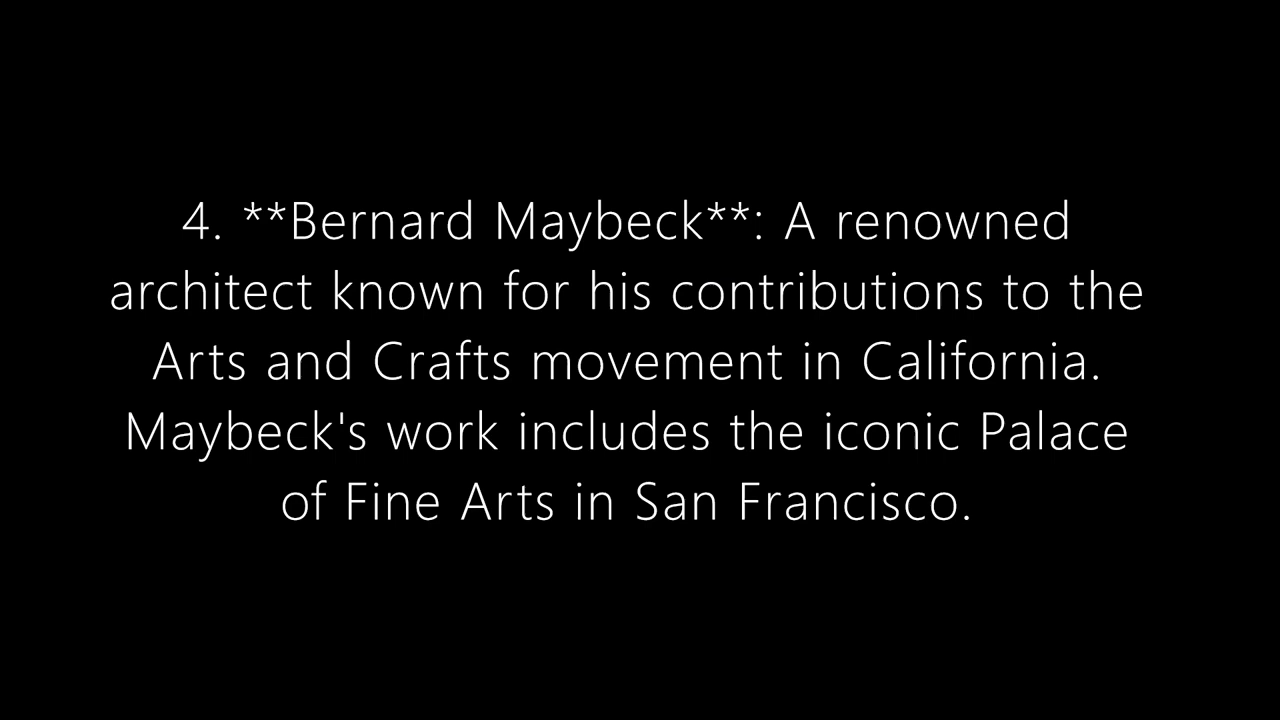 4. **Bernard Maybeck**: A renowned
architect known for his contributions to the
Arts and Crafts movement in California.
Maybeck's work includes the iconic Palace
of Fine Arts in San Francisco.